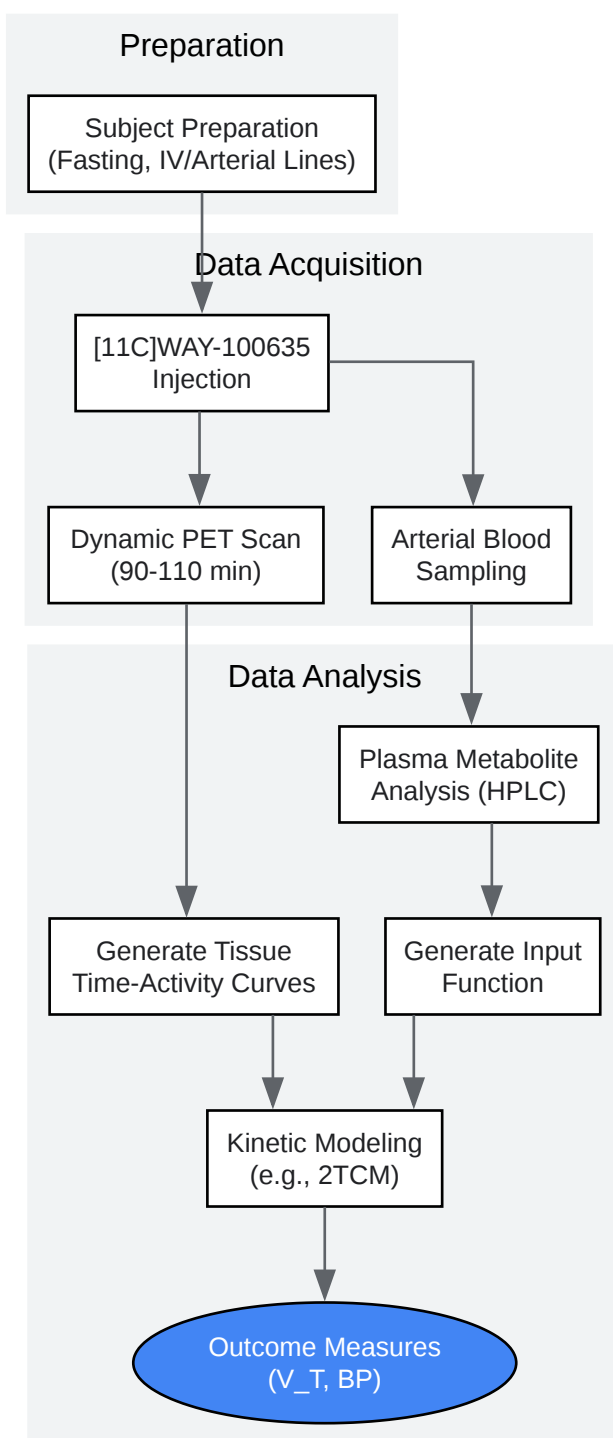 Preparation
Subject Preparation
(Fasting, IV/Arterial Lines)
Data Acquisition
[11C]WAY-100635
Injection
Dynamic PET Scan
(90-110 min)
Arterial Blood
Sampling
Data Analysis
Plasma Metabolite
Analysis (HPLC)
Generate Tissue
Time-Activity Curves
Generate Input
Function
Kinetic Modeling
(e.g., 2TCM)
Outcome Measures
(V_T, BP)